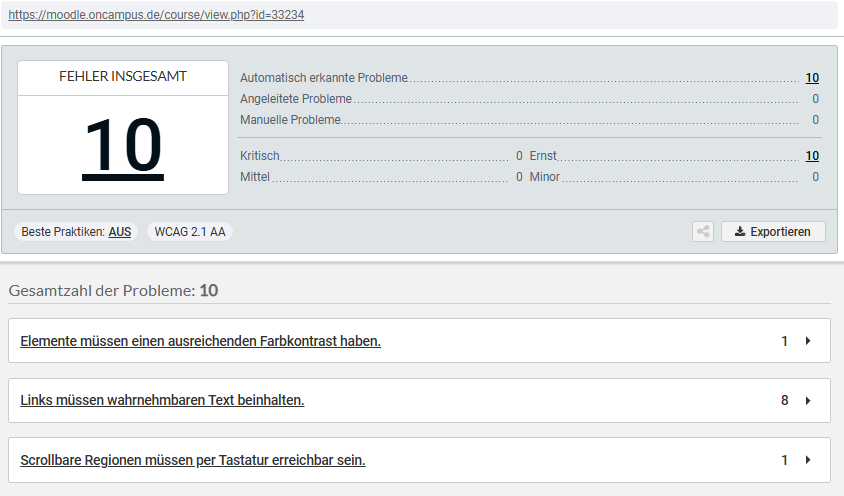 https://moodle.oncampus.de/course/view.php?id=33234
FEHLER INSGESAMT
10
Automatisch erkannte Probleme 10
Angeleitete Probleme 0
Manuelle Probleme 0
Kritisch 0 Ernst 10
Mittel 0 Minor 0
Beste Praktiken: AUS WCAG 2.1 AA Exportieren
Gesamtzahl der Probleme: 10
Elemente müssen einen ausreichenden Farbkontrast haben. 1
Links müssen wahrnehmbaren Text beinhalten. 8
Scrollbare Regionen müssen per Tastatur erreichbar sein. 1